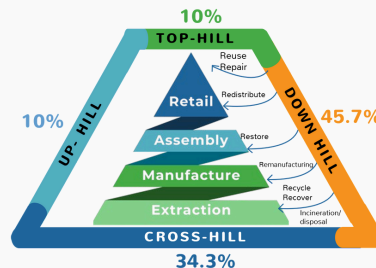 10%
TOP-HILL
Reuse
Repair
Retail
Redistribute
10%
UP- HILL
DOWN HILL
45.7%
Assembly
Restore
Manufacture
Remanufacturing
Recycle
Recover
Extraction
Incineration/
disposal
CROSS-HILL
34.3%